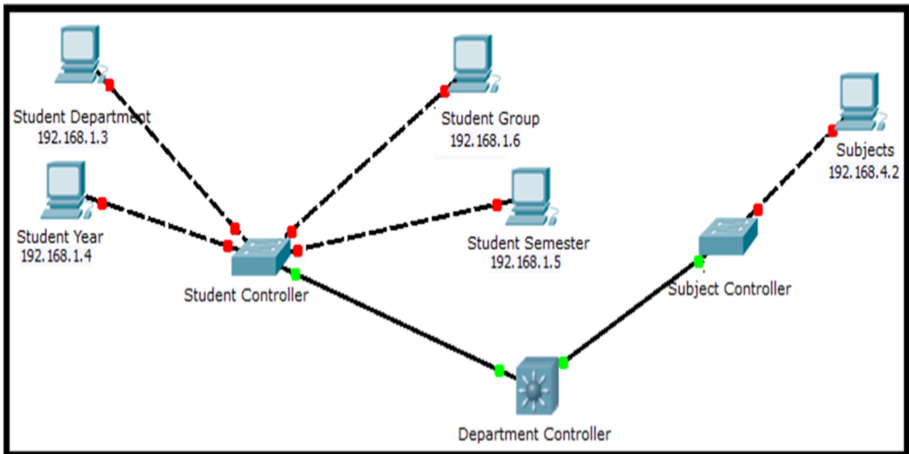 Student Department
192.168.1.3
Student Group
192.168.1.6
Subjects
192.168.4.2
Student Year
192.168.1.4
Student Semester
192.168.1.5
Student Controller
Subject Controller
Department Controller